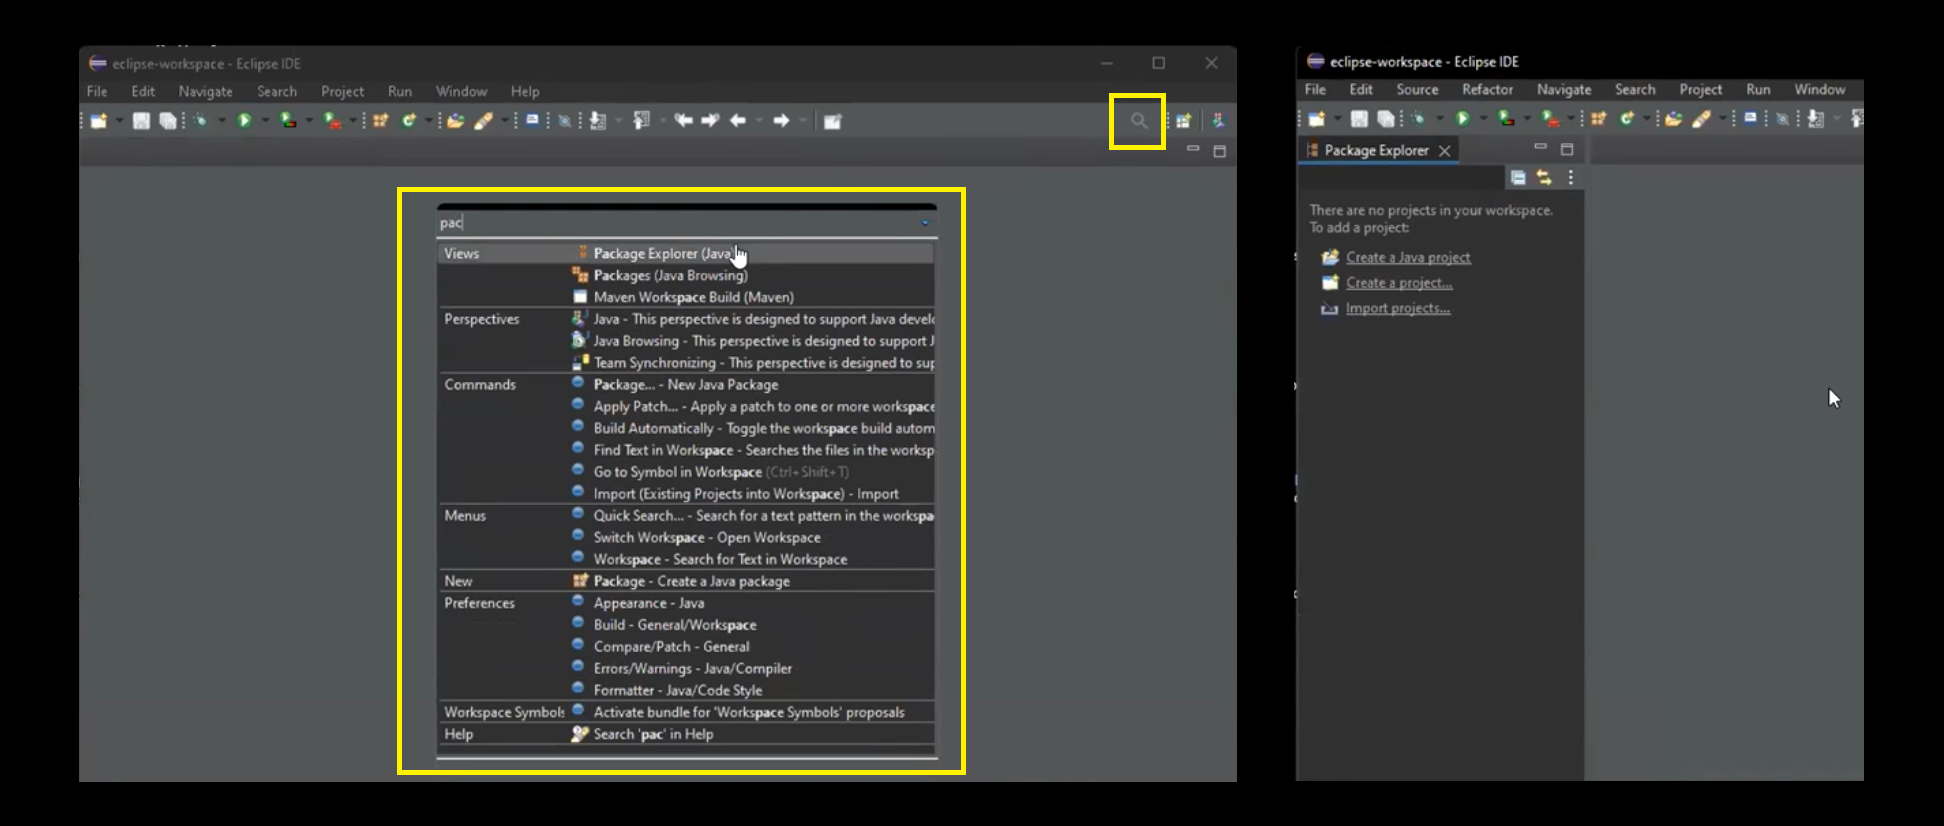 eclipse-workspace - Eclipse IDE
File Edit Navigate Search Project Run Window Help
pac
Views Package Explorer (Java)
Packages (Java Browsing)
Maven Workspace Build (Maven)
Perspectives Java - This perspective is designed to support Java develo
Java Browsing - This perspective is designed to support J
Team Synchronizing - This perspective is designed to sup
Commands Package... - New Java Package
Apply Patch... - Apply a patch to one or more workspace
Build Automatically - Toggle the workspace build autom
Find Text in Workspace - Searches the files in the worksp
Go to Symbol in Workspace (Ctrl+Shift+T)
Import (Existing Projects into Workspace) - Import
Menus Quick Search... - Search for a text pattern in the workspa
Switch Workspace - Open Workspace
Workspace - Search for Text in Workspace
New Package - Create a Java package
Preferences Appearance - Java
Build - General/Workspace
Compare/Patch - General
Errors/Warnings - Java/Compiler
Formatter - Java/Code Style
Workspace Symbols Activate bundle for 'Workspace Symbols' proposals
Help Search 'pac' in Help
eclipse-workspace - Eclipse IDE
File Edit Source Refactor Navigate Search Project Run Window
Package Explorer
There are no projects in your workspace.
To add a project:
Create a Java project
Create a project...
Import projects...